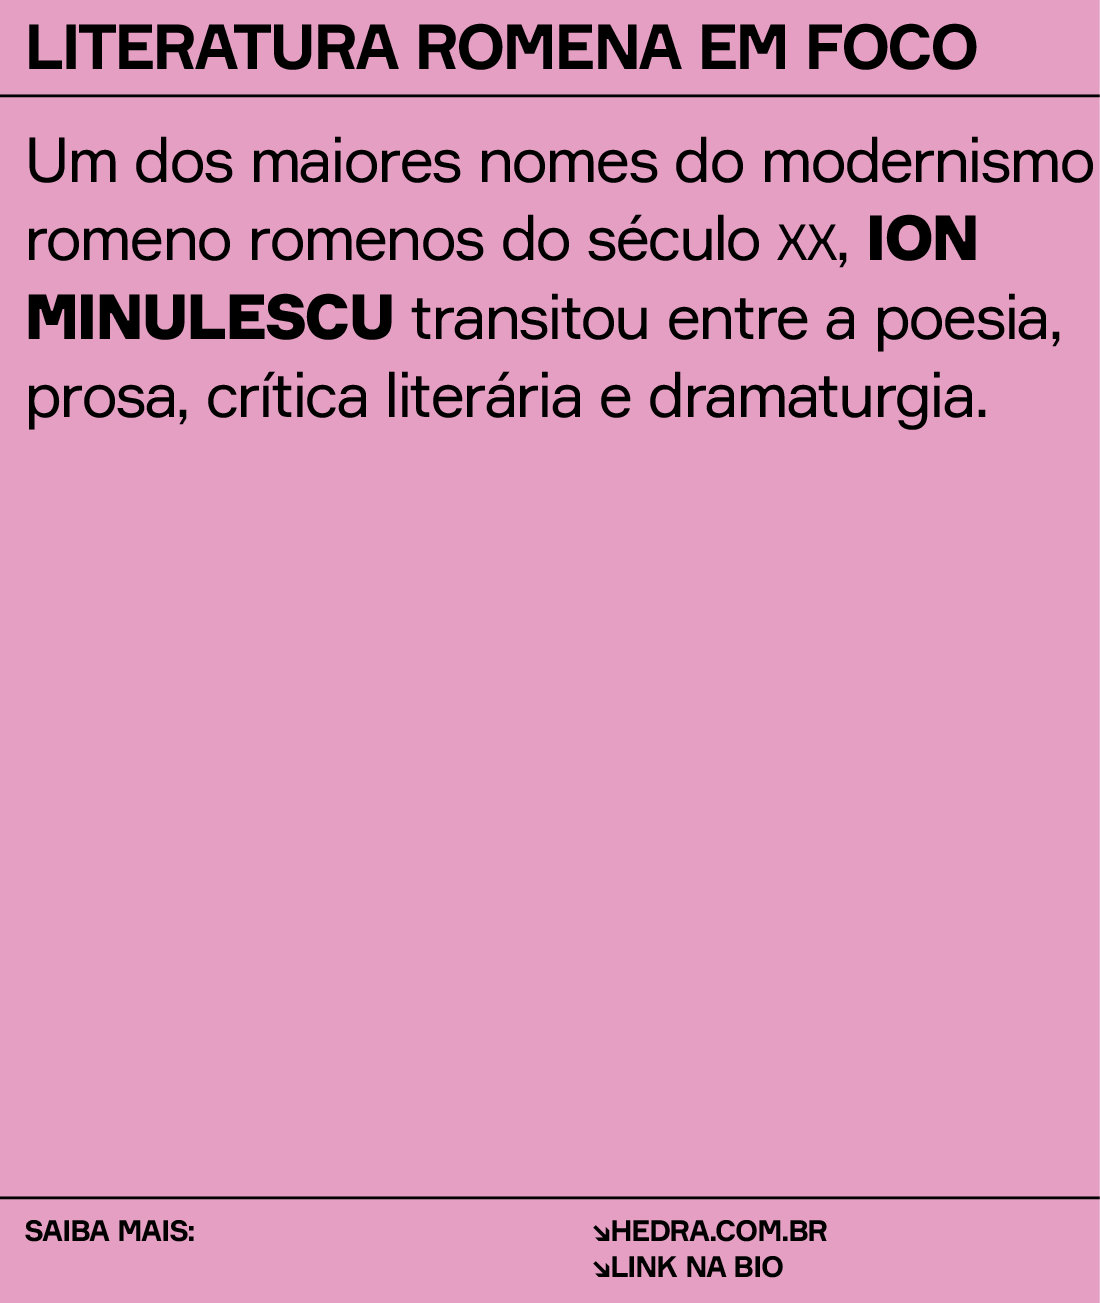 LITERATURA ROMENA EM FOCO
Um dos maiores nomes do modernismo
romeno romenos do século XX, ION
MINULESCU transitou entre a poesia,
prosa, crítica literária e dramaturgia.
SAIBA MAIS:
↘HEDRA.COM.BR
↘LINK NA BIO